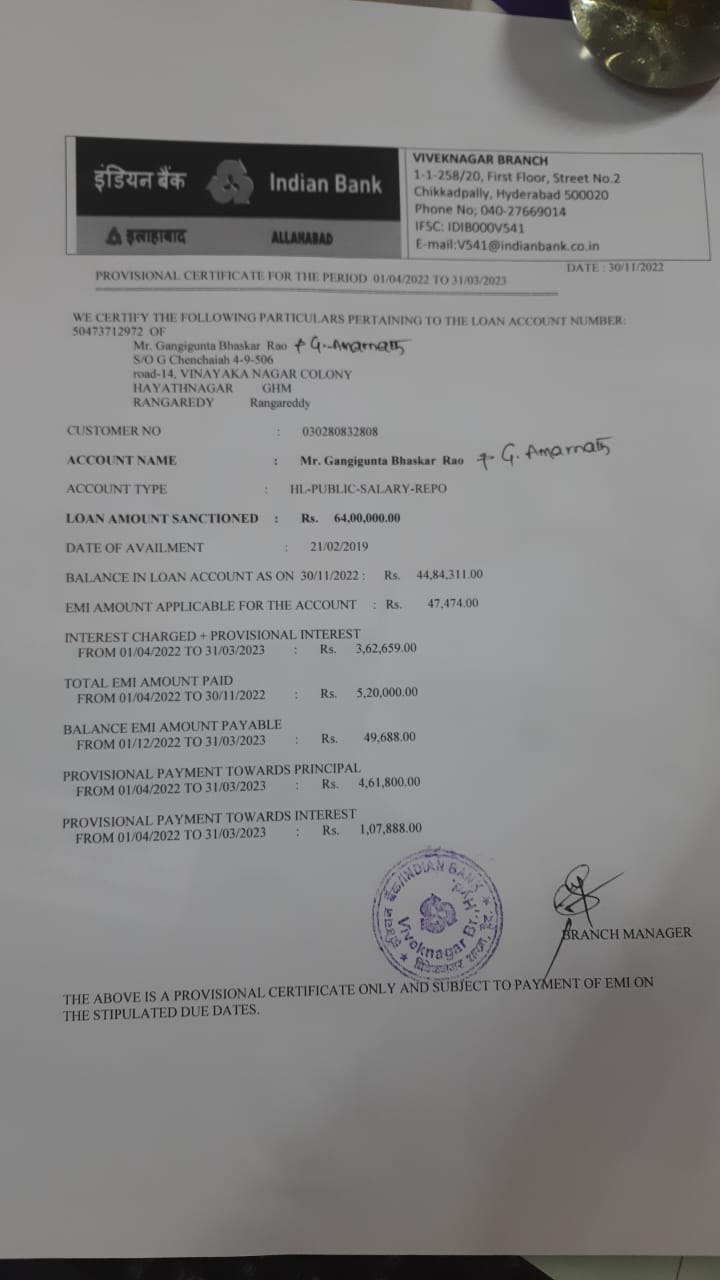 इंडियन बैंक Indian Bank
इलाहाबाद ALLAHABAD
VIVEKNAGAR BRANCH
1-1-258/20, First Floor, Street No.2
Chikkadpally, Hyderabad 500020
Phone No; 040-27669014
IFSC: IDIB000V541
E-mail:V541@indianbank.co.in
DATE : 30/11/2022
PROVISIONAL CERTIFICATE FOR THE PERIOD 01/04/2022 TO 31/03/2023
WE CERTIFY THE FOLLOWING PARTICULARS PERTAINING TO THE LOAN ACCOUNT NUMBER:
50473712972 OF
Mr. Gangigunta Bhaskar Rao & G. Amarnath
S/O G Chenchaiah 4-9-506
road-14, VINAYAKA NAGAR COLONY
HAYATHNAGAR GHM
RANGAREDY Rangareddy
CUSTOMER NO : 030280832808
ACCOUNT NAME : Mr. Gangigunta Bhaskar Rao & G. Amarnath
ACCOUNT TYPE : HL-PUBLIC-SALARY-REPO
LOAN AMOUNT SANCTIONED : Rs. 64,00,000.00
DATE OF AVAILMENT : 21/02/2019
BALANCE IN LOAN ACCOUNT AS ON 30/11/2022 : Rs. 44,84,311.00
EMI AMOUNT APPLICABLE FOR THE ACCOUNT : Rs. 47,474.00
INTEREST CHARGED + PROVISIONAL INTEREST
FROM 01/04/2022 TO 31/03/2023 : Rs. 3,62,659.00
TOTAL EMI AMOUNT PAID
FROM 01/04/2022 TO 30/11/2022 : Rs. 5,20,000.00
BALANCE EMI AMOUNT PAYABLE
FROM 01/12/2022 TO 31/03/2023 : Rs. 49,688.00
PROVISIONAL PAYMENT TOWARDS PRINCIPAL
FROM 01/04/2022 TO 31/03/2023 : Rs. 4,61,800.00
PROVISIONAL PAYMENT TOWARDS INTEREST
FROM 01/04/2022 TO 31/03/2023 : Rs. 1,07,888.00
इंडियन बैंक/INDIAN BANK
Viveknagar Br., Hyd.
BRANCH MANAGER
THE ABOVE IS A PROVISIONAL CERTIFICATE ONLY AND SUBJECT TO PAYMENT OF EMI ON
THE STIPULATED DUE DATES.